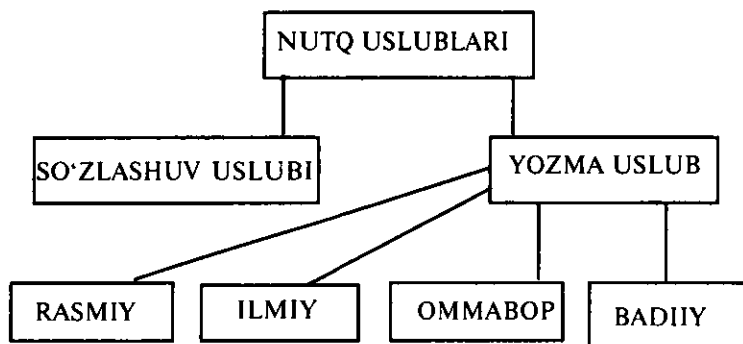 NUTQ USLUBLARI
SO‘ZLASHUV USLUBI
YOZMA USLUB
RASMIY
ILMIY
OMMABOP
BADIIY